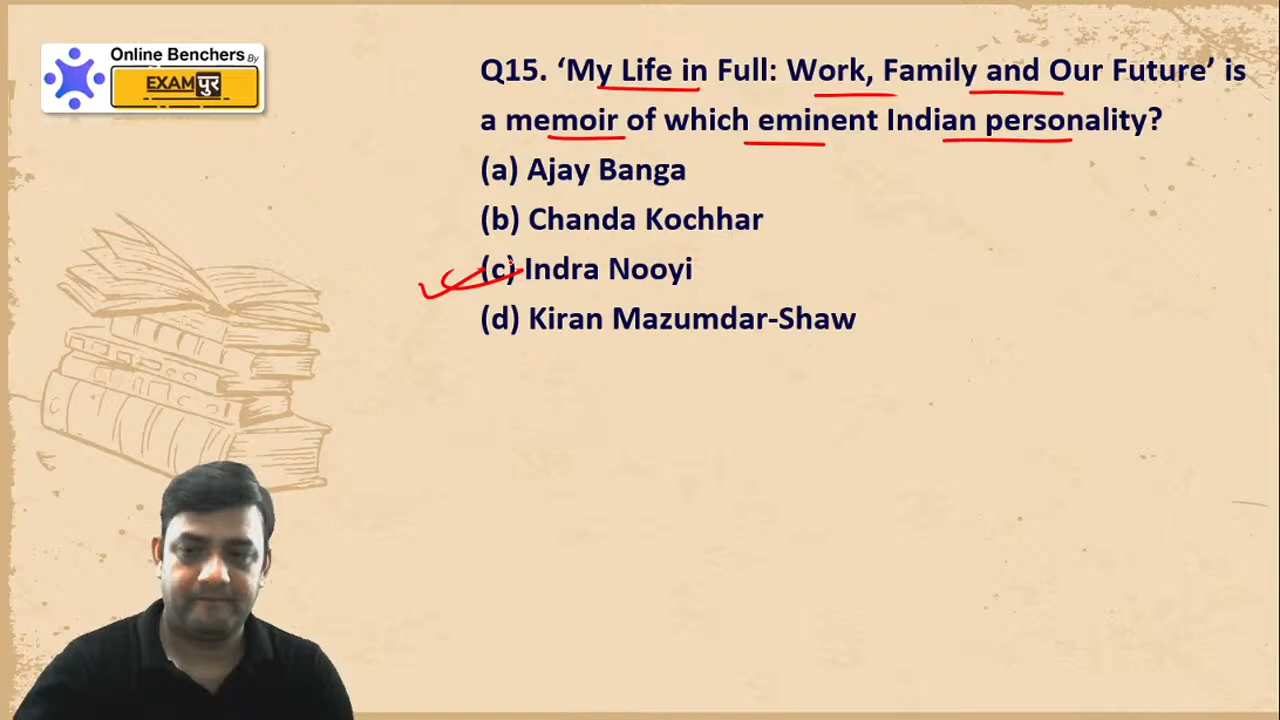 Online Benchers By
EXAM पुर
Q15. ‘My Life in Full: Work, Family and Our Future’ is
a memoir of which eminent Indian personality?
(a) Ajay Banga
(b) Chanda Kochhar
(c) Indra Nooyi
(d) Kiran Mazumdar-Shaw